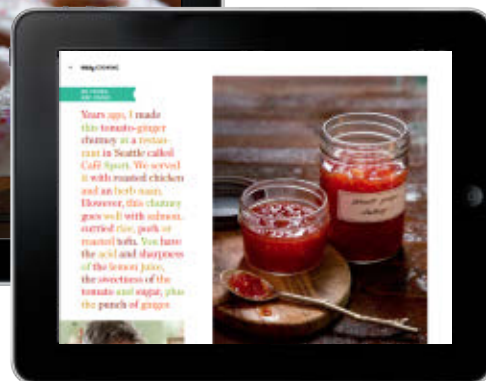 Years ago, I made
this tomato-ginger
chutney at a restau-
rant in Seattle called
Café Sport. We served
it with roasted chicken
and an herb naan.
However, this chutney
goes well with salmon,
curried rice, pork or
roasted tofu. You have
the acid and sharpness
of the lemon juice,
the sweetness of the
tomato and sugar, plus
the punch of ginger